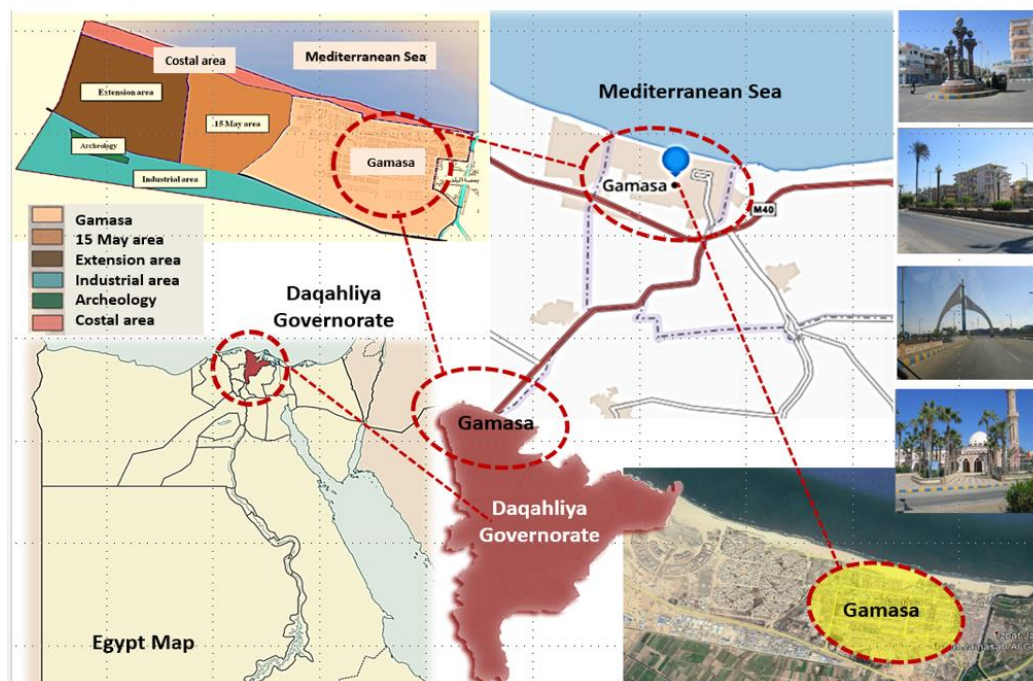 Costal area
Mediterranean Sea
Extension area
15 May area
Archeology
Gamasa
Industrial area
Gamasa
15 May area
Extension area
Industrial area
Archeology
Costal area
Mediterranean Sea
Gamasa
M40
Daqahliya
Governorate
Gamasa
Daqahliya
Governorate
Egypt Map
Gamasa